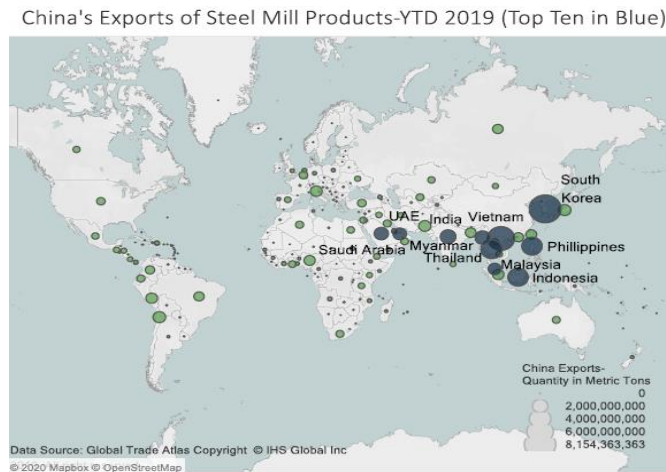 China's Exports of Steel Mill Products-YTD 2019 (Top Ten in Blue)
South
Korea
UAE
India
Vietnam
Saudi Arabia
Myanmar
Phillippines
Thailand
Malaysia
Indonesia
China Exports-
Quantity in Metric Tons
0
2,000,000,000
4,000,000,000
6,000,000,000
8,154,363,363
Data Source: Global Trade Atlas Copyright © IHS Global Inc
© 2020 Mapbox © OpenStreetMap